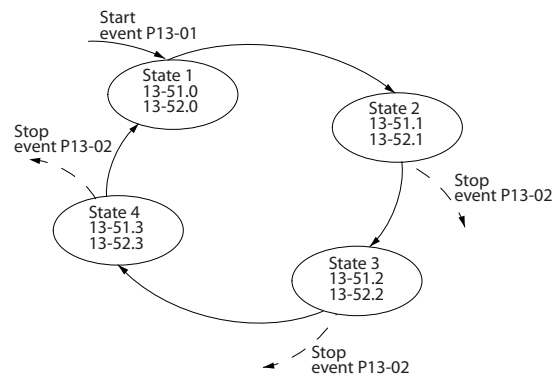 Start
event P13-01
State 1
13-51.0
13-52.0
State 2
13-51.1
13-52.1
Stop
event P13-02
Stop
event P13-02
State 4
13-51.3
13-52.3
State 3
13-51.2
13-52.2
Stop
event P13-02